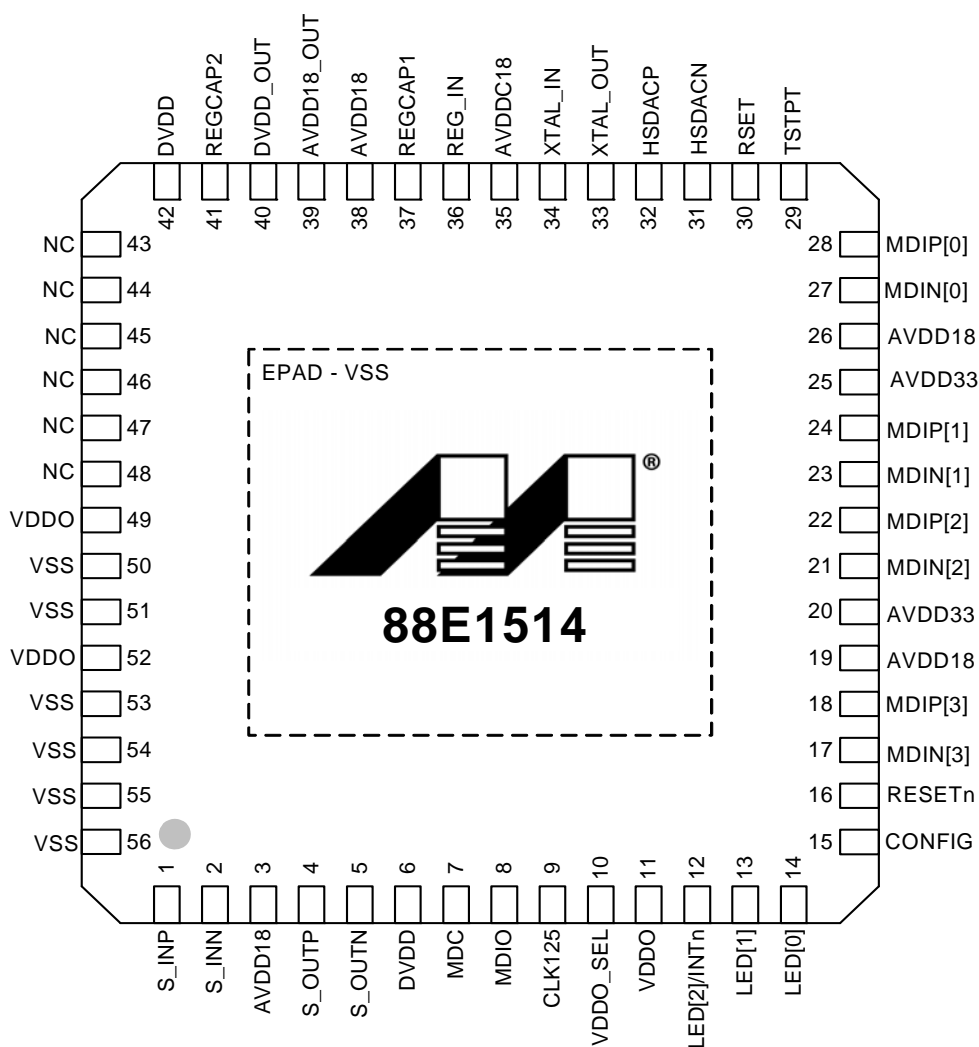 DVDD
REGCAP2
DVDD_OUT
AVDD18_OUT
AVDD18
REGCAP1
REG_IN
AVDDC18
XTAL_IN
XTAL_OUT
HSDACP
HSDACN
RSET
TSTPT
42
41
40
39
38
37
36
35
34
33
32
31
30
29
NC 43
NC 44
NC 45
NC 46
NC 47
NC 48
VDDO 49
VSS 50
VSS 51
VDDO 52
VSS 53
VSS 54
VSS 55
VSS 56
EPAD - VSS
®
88E1514
28 MDIP[0]
27 MDIN[0]
26 AVDD18
25 AVDD33
24 MDIP[1]
23 MDIN[1]
22 MDIP[2]
21 MDIN[2]
20 AVDD33
19 AVDD18
18 MDIP[3]
17 MDIN[3]
16 RESETn
15 CONFIG
1
2
3
4
5
6
7
8
9
10
11
12
13
14
S_INP
S_INN
AVDD18
S_OUTP
S_OUTN
DVDD
MDC
MDIO
CLK125
VDDO_SEL
VDDO
LED[2]/INTn
LED[1]
LED[0]